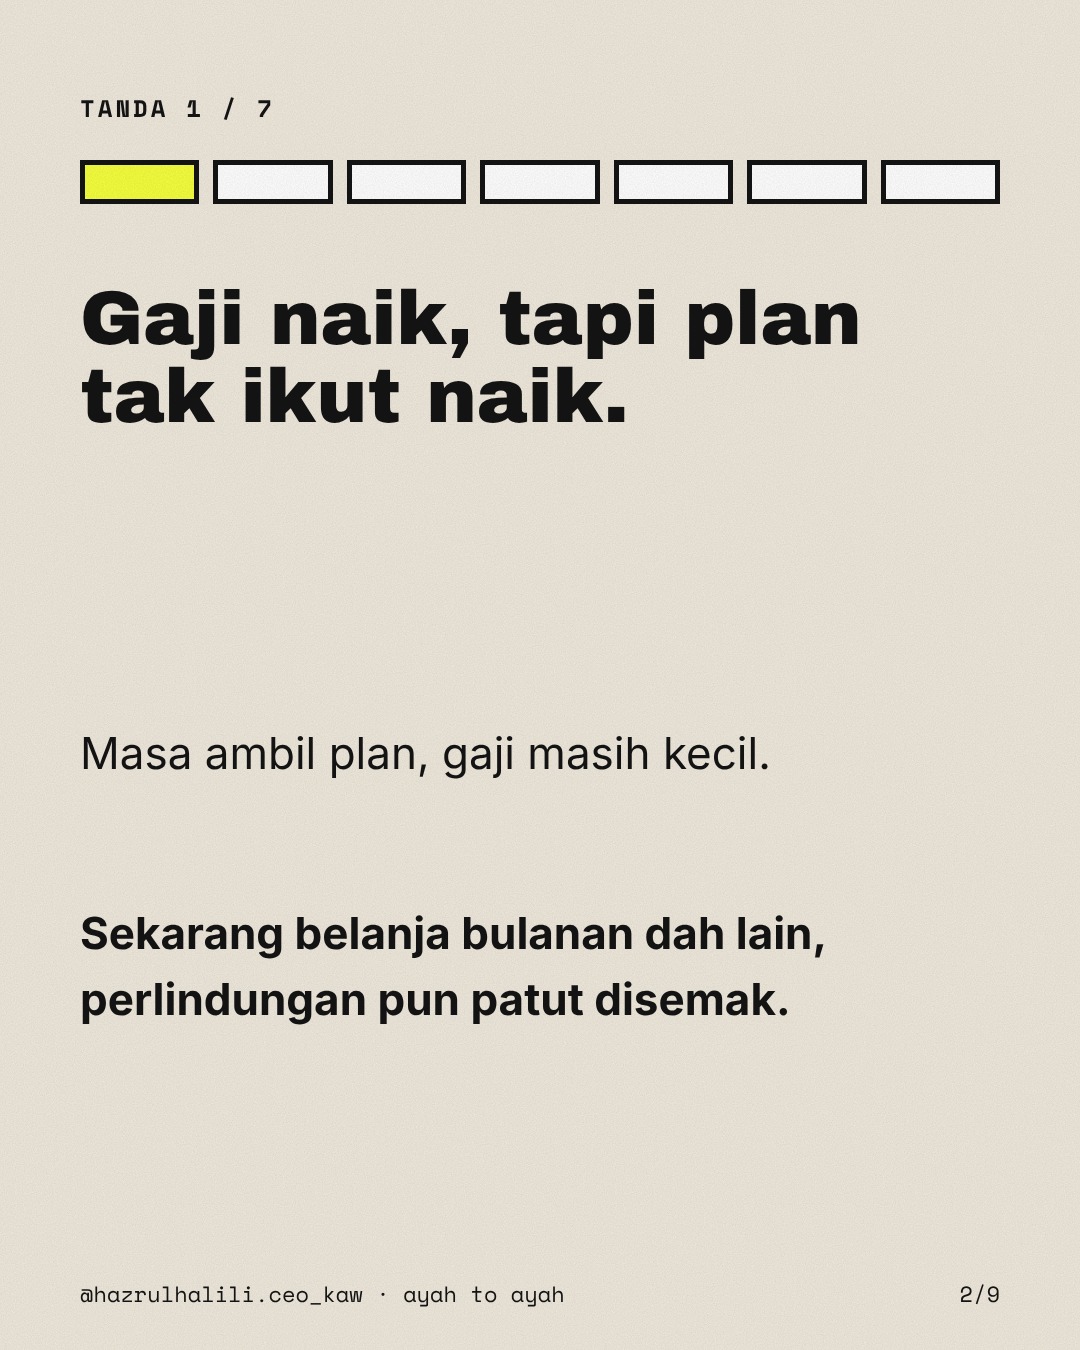 TANDA 1 / 7
Gaji naik, tapi plan
tak ikut naik.
Masa ambil plan, gaji masih kecil.
Sekarang belanja bulanan dah lain,
perlindungan pun patut disemak.
@hazrulhalili.ceo_kaw · ayah to ayah
2/9